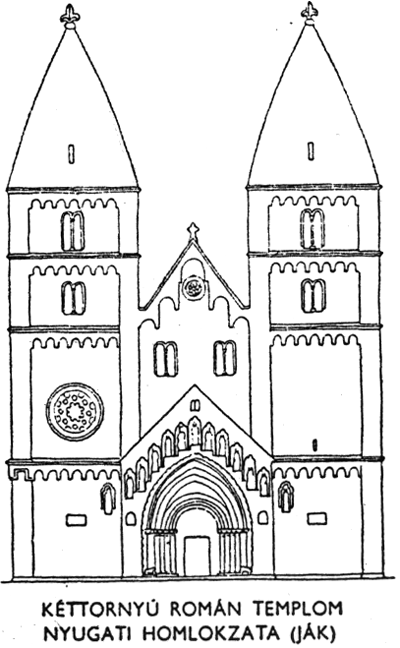 KÉTTORNYÚ ROMÁN TEMPLOM
NYUGATI HOMLOKZATA (JÁK)